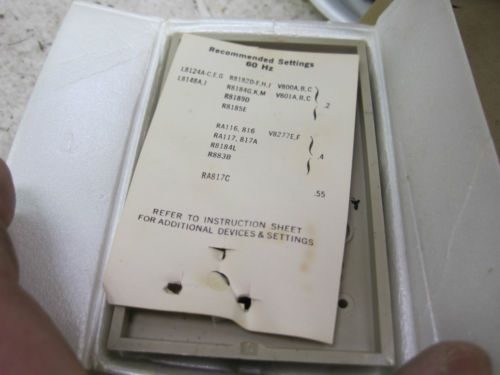 Recommended Settings
60 Hz
L8124A-C,E,G R8182D-F,H,J V800A,B,C
L8148A,J R8184G,K,M V801A,B,C
R8189D .2
R8185E
RA116, 816 V8277E,F
RA117, 817A
R8184L .4
R883B
RA817C .55
REFER TO INSTRUCTION SHEET
FOR ADDITIONAL DEVICES & SETTINGS